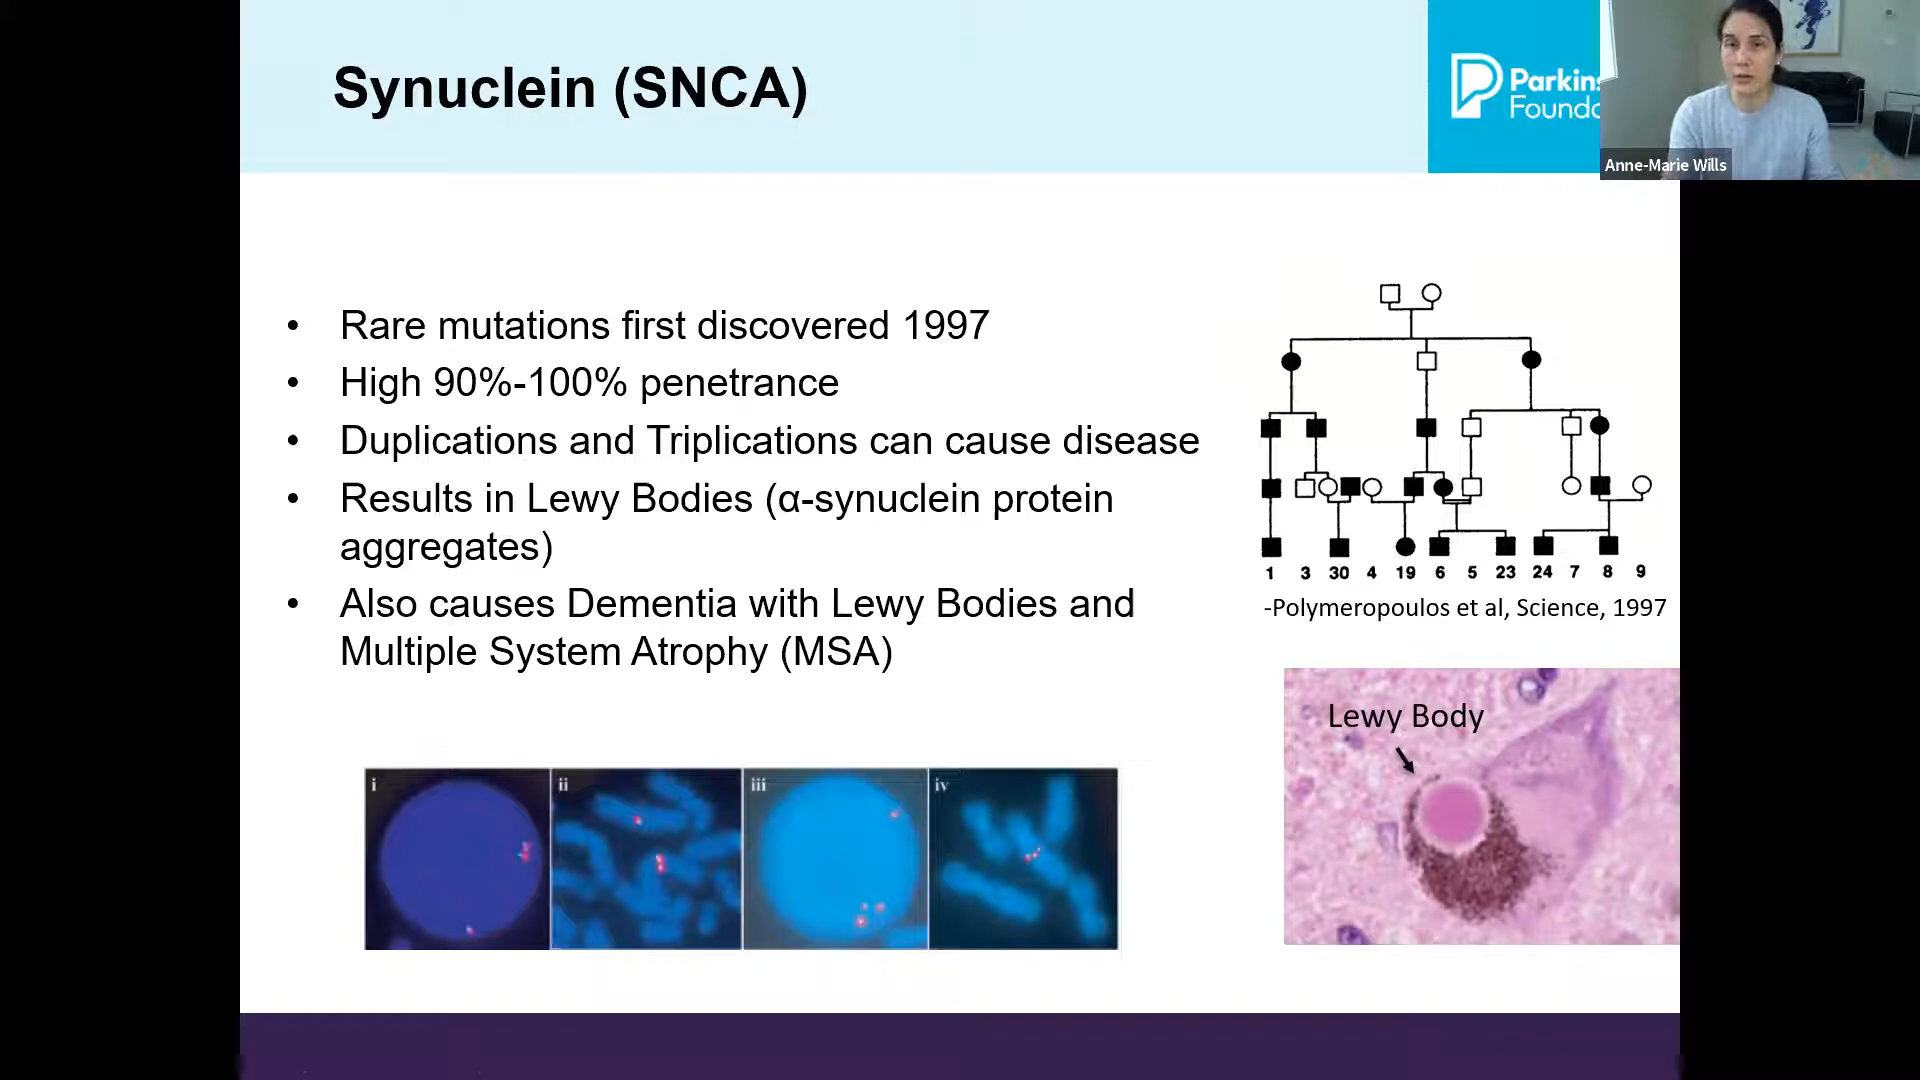 Synuclein (SNCA)
Parkins
Founda
Anne-Marie Wills
• Rare mutations first discovered 1997
• High 90%-100% penetrance
• Duplications and Triplications can cause disease
• Results in Lewy Bodies (α-synuclein protein
aggregates)
• Also causes Dementia with Lewy Bodies and
Multiple System Atrophy (MSA)
1 3 30 4 19 6 5 23 24 7 8 9
-Polymeropoulos et al, Science, 1997
Lewy Body
i ii iii iv